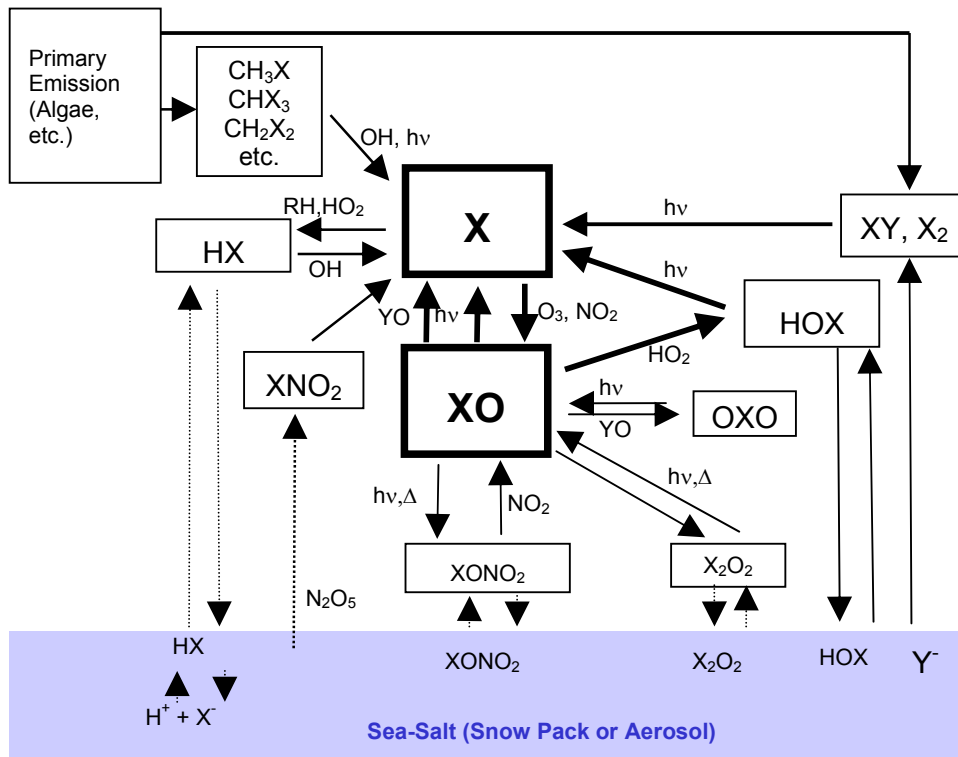 Primary
Emission
(Algae,
etc.)
CH₃X
CHX₃
CH₂X₂
etc.
OH, hν
X
RH,HO₂
HX
OH
hν
XY, X₂
hν
HOX
YO
hν
O₃, NO₂
HO₂
XNO₂
XO
hν
YO
OXO
hν,Δ
NO₂
hν,Δ
XONO₂
X₂O₂
N₂O₅
HX
XONO₂
X₂O₂
HOX
Y⁻
H⁺ + X⁻
Sea-Salt (Snow Pack or Aerosol)